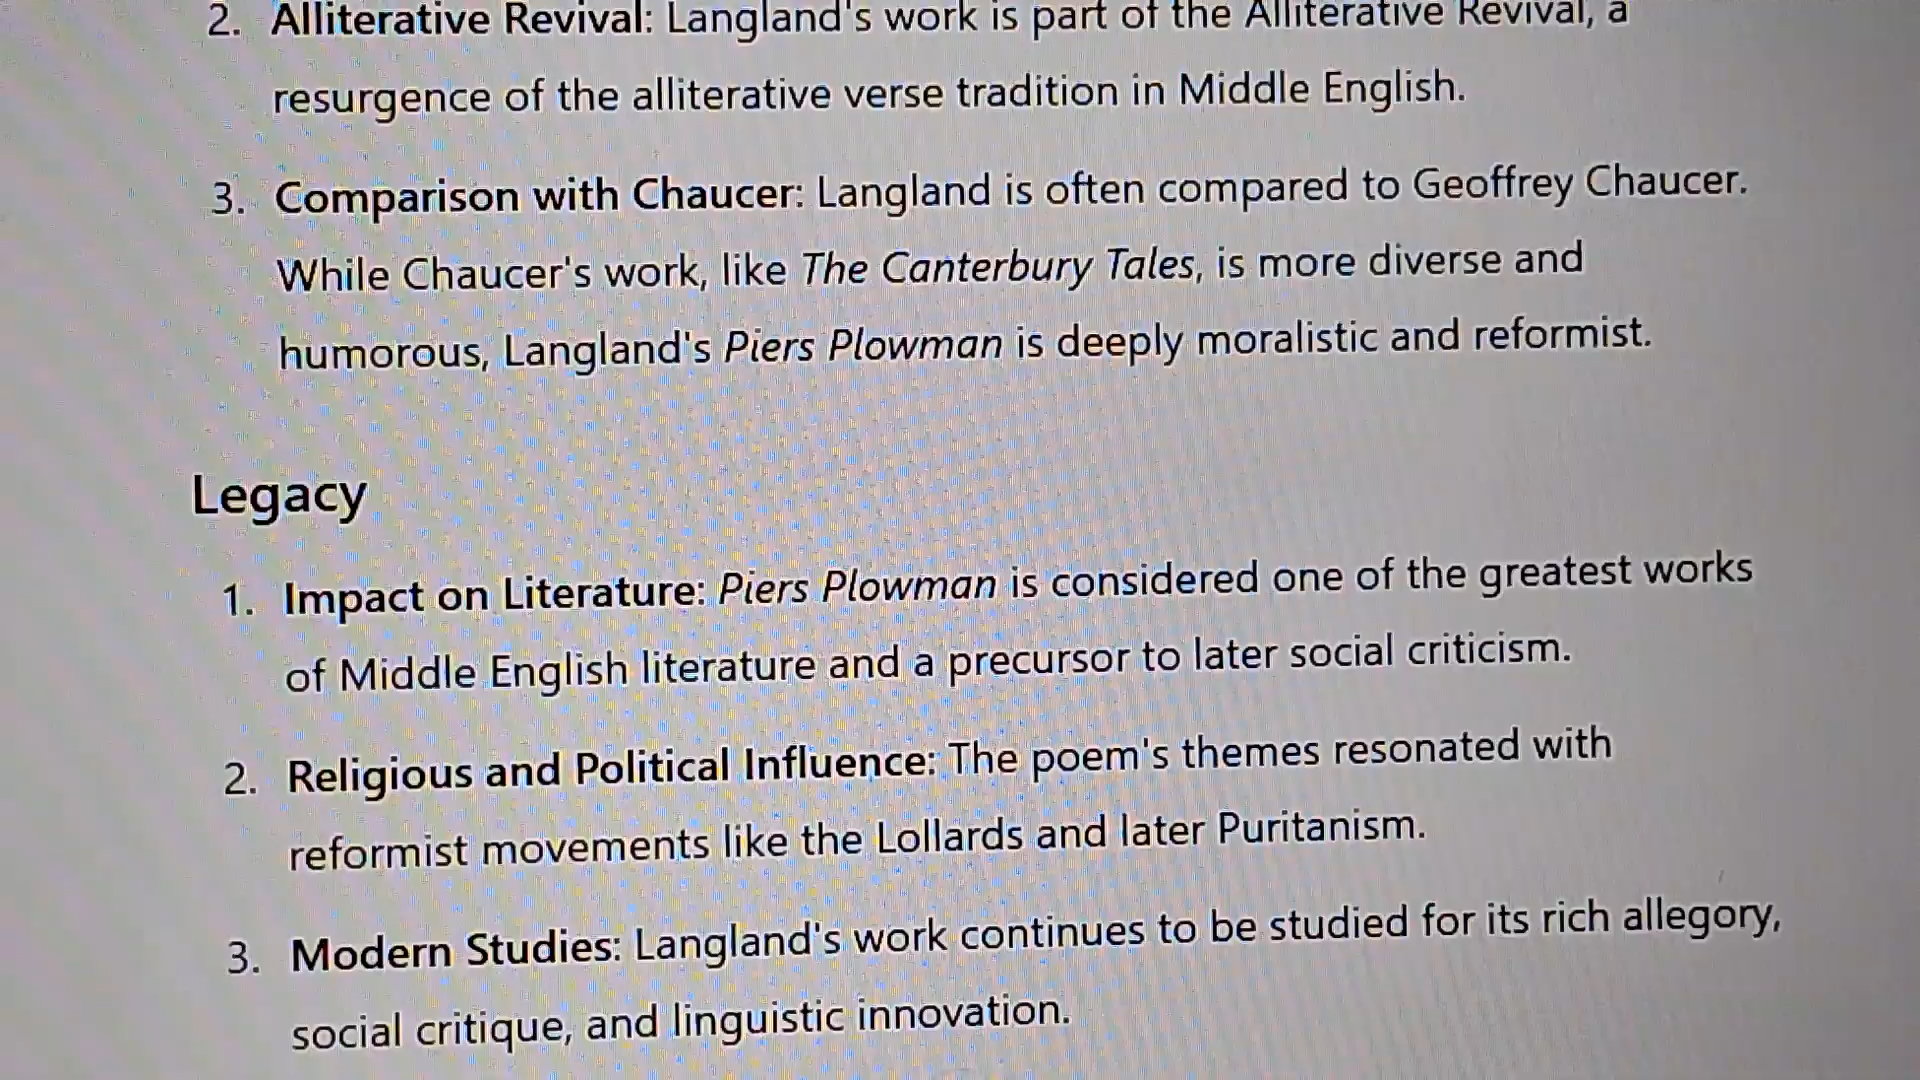 2. Alliterative Revival: Langland's work is part of the Alliterative Revival, a
resurgence of the alliterative verse tradition in Middle English.
3. Comparison with Chaucer: Langland is often compared to Geoffrey Chaucer.
While Chaucer's work, like The Canterbury Tales, is more diverse and
humorous, Langland's Piers Plowman is deeply moralistic and reformist.
Legacy
1. Impact on Literature: Piers Plowman is considered one of the greatest works
of Middle English literature and a precursor to later social criticism.
2. Religious and Political Influence: The poem's themes resonated with
reformist movements like the Lollards and later Puritanism.
3. Modern Studies: Langland's work continues to be studied for its rich allegory,
social critique, and linguistic innovation.